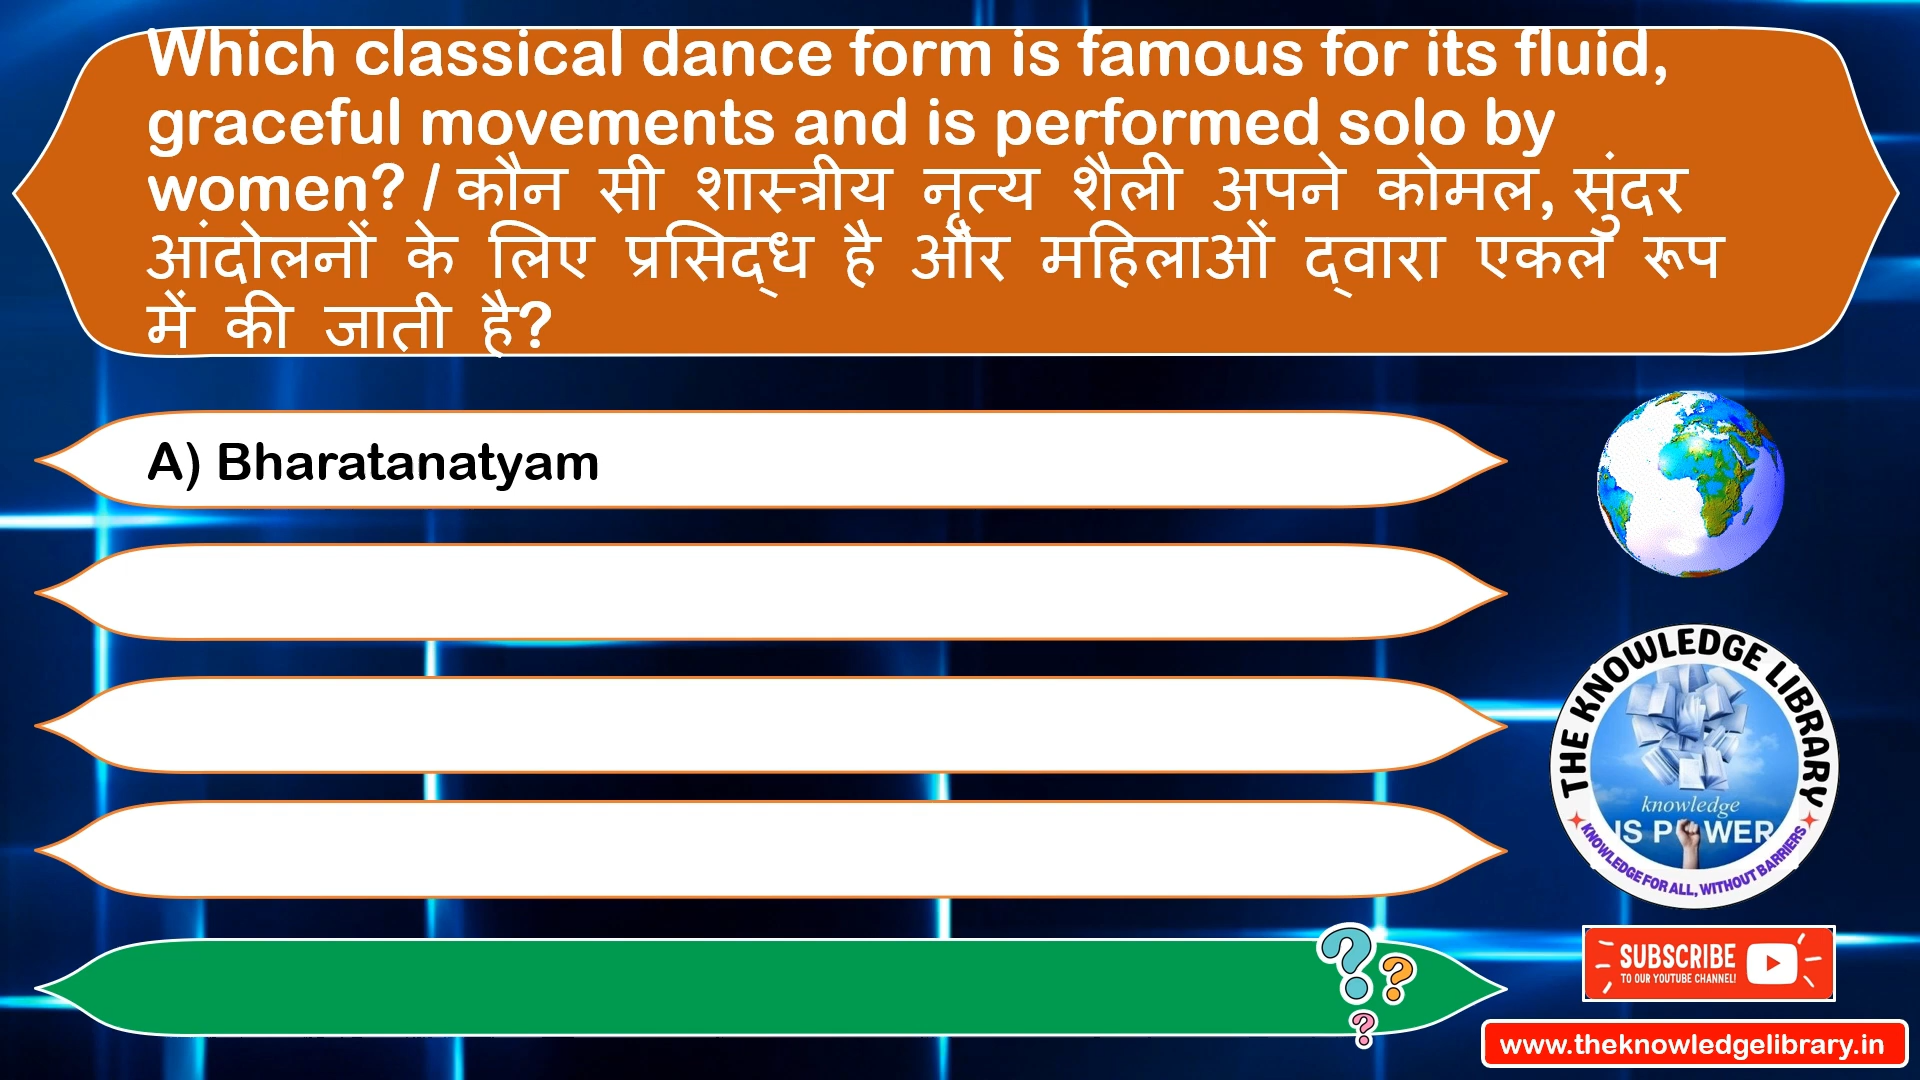 Which classical dance form is famous for its fluid,
graceful movements and is performed solo by
women? / कौन सी शास्त्रीय नृत्य शैली अपने कोमल, सुंदर
आंदोलनों के लिए प्रसिद्ध है और महिलाओं द्वारा एकल रूप
में की जाती है?
A) Bharatanatyam
THE KNOWLEDGE LIBRARY
knowledge
IS POWER
KNOWLEDGE FOR ALL, WITHOUT BARRIERS
SUBSCRIBE
TO OUR YOUTUBE CHANNEL!
www.theknowledgelibrary.in